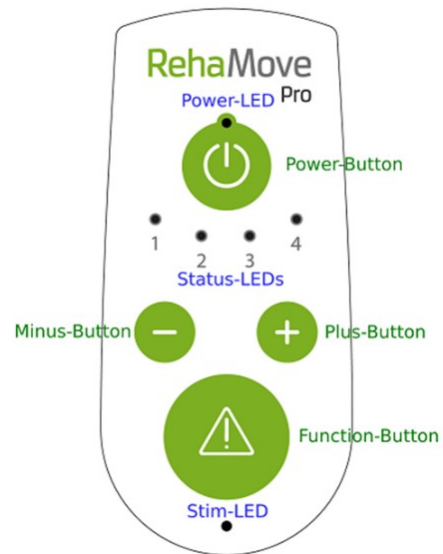 RehaMove
Pro
Power-LED
Power-Button
1 2 3 4
Status-LEDs
Minus-Button
Plus-Button
Function-Button
Stim-LED